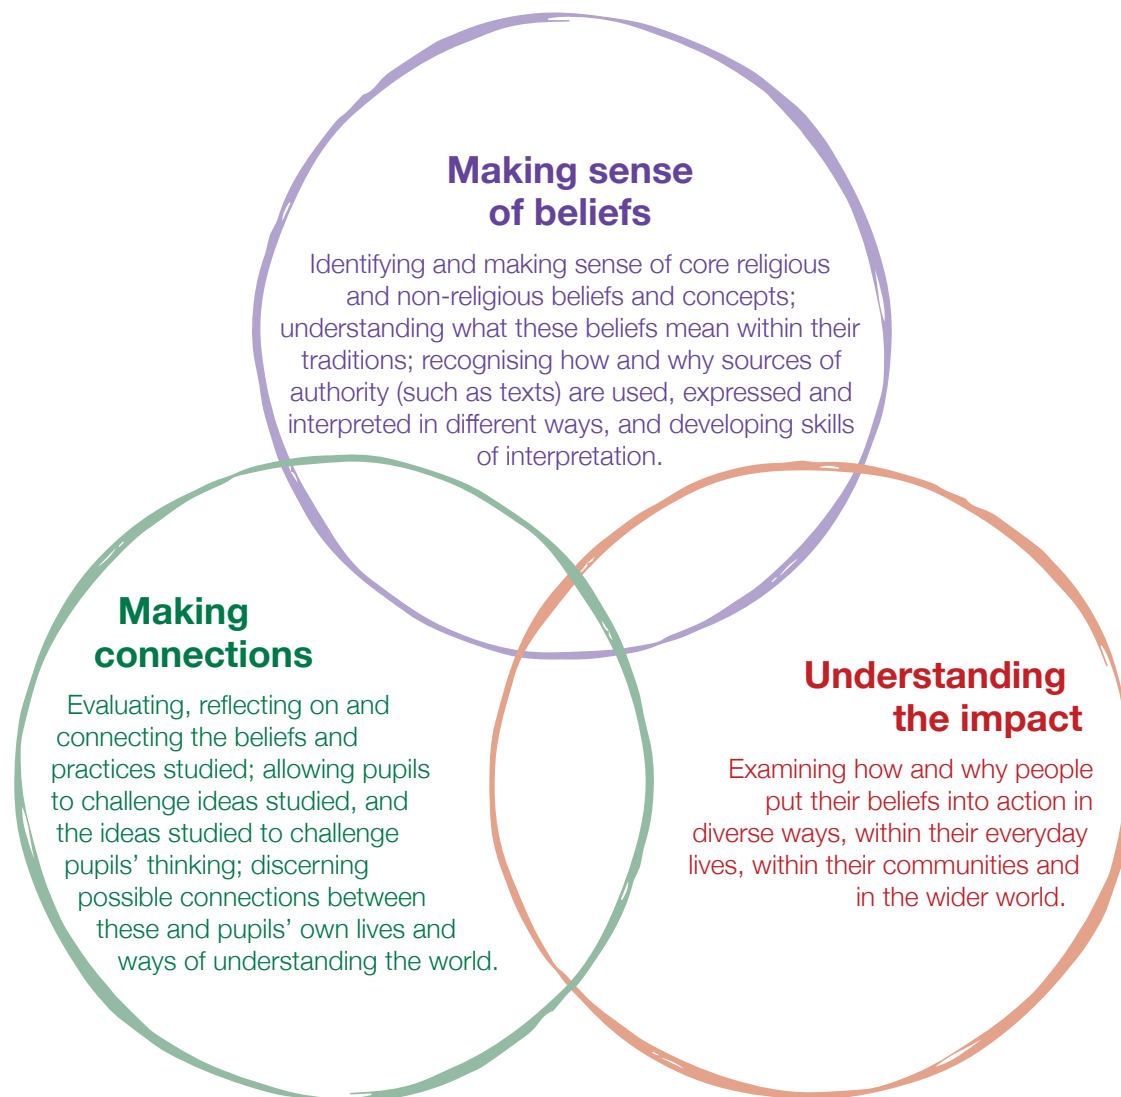 Making sense
of beliefs
Identifying and making sense of core religious
and non-religious beliefs and concepts;
understanding what these beliefs mean within their
traditions; recognising how and why sources of
authority (such as texts) are used, expressed and
interpreted in different ways, and developing skills
of interpretation.
Making
connections
Evaluating, reflecting on and
connecting the beliefs and
practices studied; allowing pupils
to challenge ideas studied, and
the ideas studied to challenge
pupils’ thinking; discerning
possible connections between
these and pupils’ own lives and
ways of understanding the world.
Understanding
the impact
Examining how and why people
put their beliefs into action in
diverse ways, within their everyday
lives, within their communities and
in the wider world.